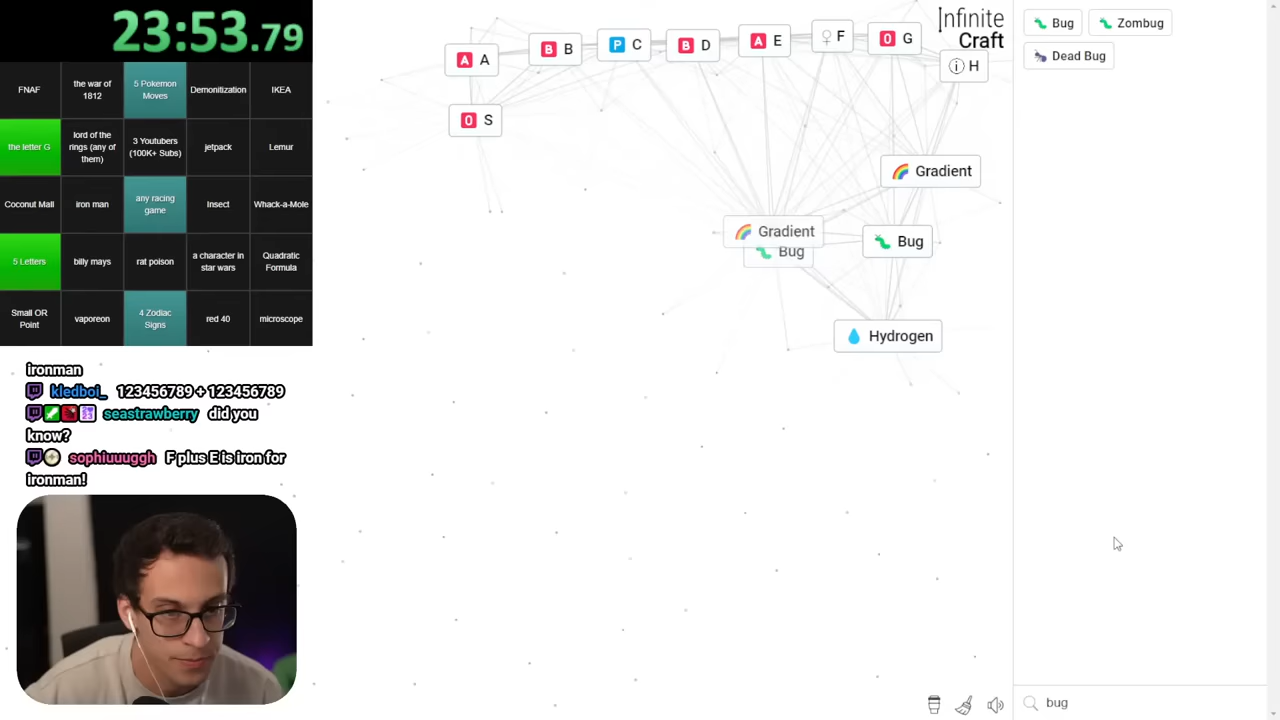 23:53.79
FNAF
the war of
1812
5 Pokemon
Moves
Demonitization
IKEA
the letter G
lord of the
rings (any of
them)
3 Youtubers
(100K+ Subs)
jetpack
Lemur
Coconut Mall
iron man
any racing
game
Insect
Whack-a-Mole
5 Letters
billy mays
rat poison
a character in
star wars
Quadratic
Formula
Small OR
Point
vaporeon
4 Zodiac
Signs
red 40
microscope
ironman
kledboi_ 123456789 + 123456789
seastrawberry did you
know?
sophiuuuggh F plus E is iron for
ironman!
A A
B B
P C
B D
A E
F
O G
H
O S
Infinite
Craft
Gradient
Gradient
Bug
Bug
Hydrogen
Bug
Zombug
Dead Bug
bug